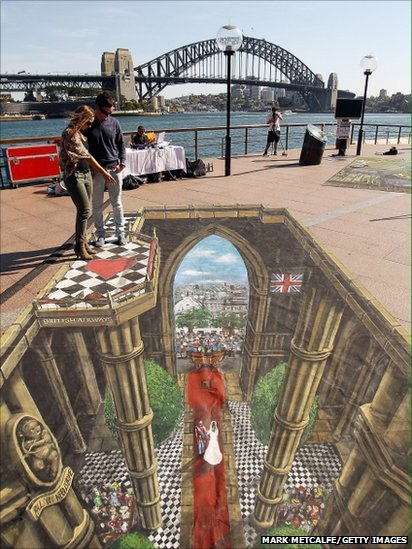 BRITISH AIRWAYS
MARK METCALFE/GETTY IMAGES